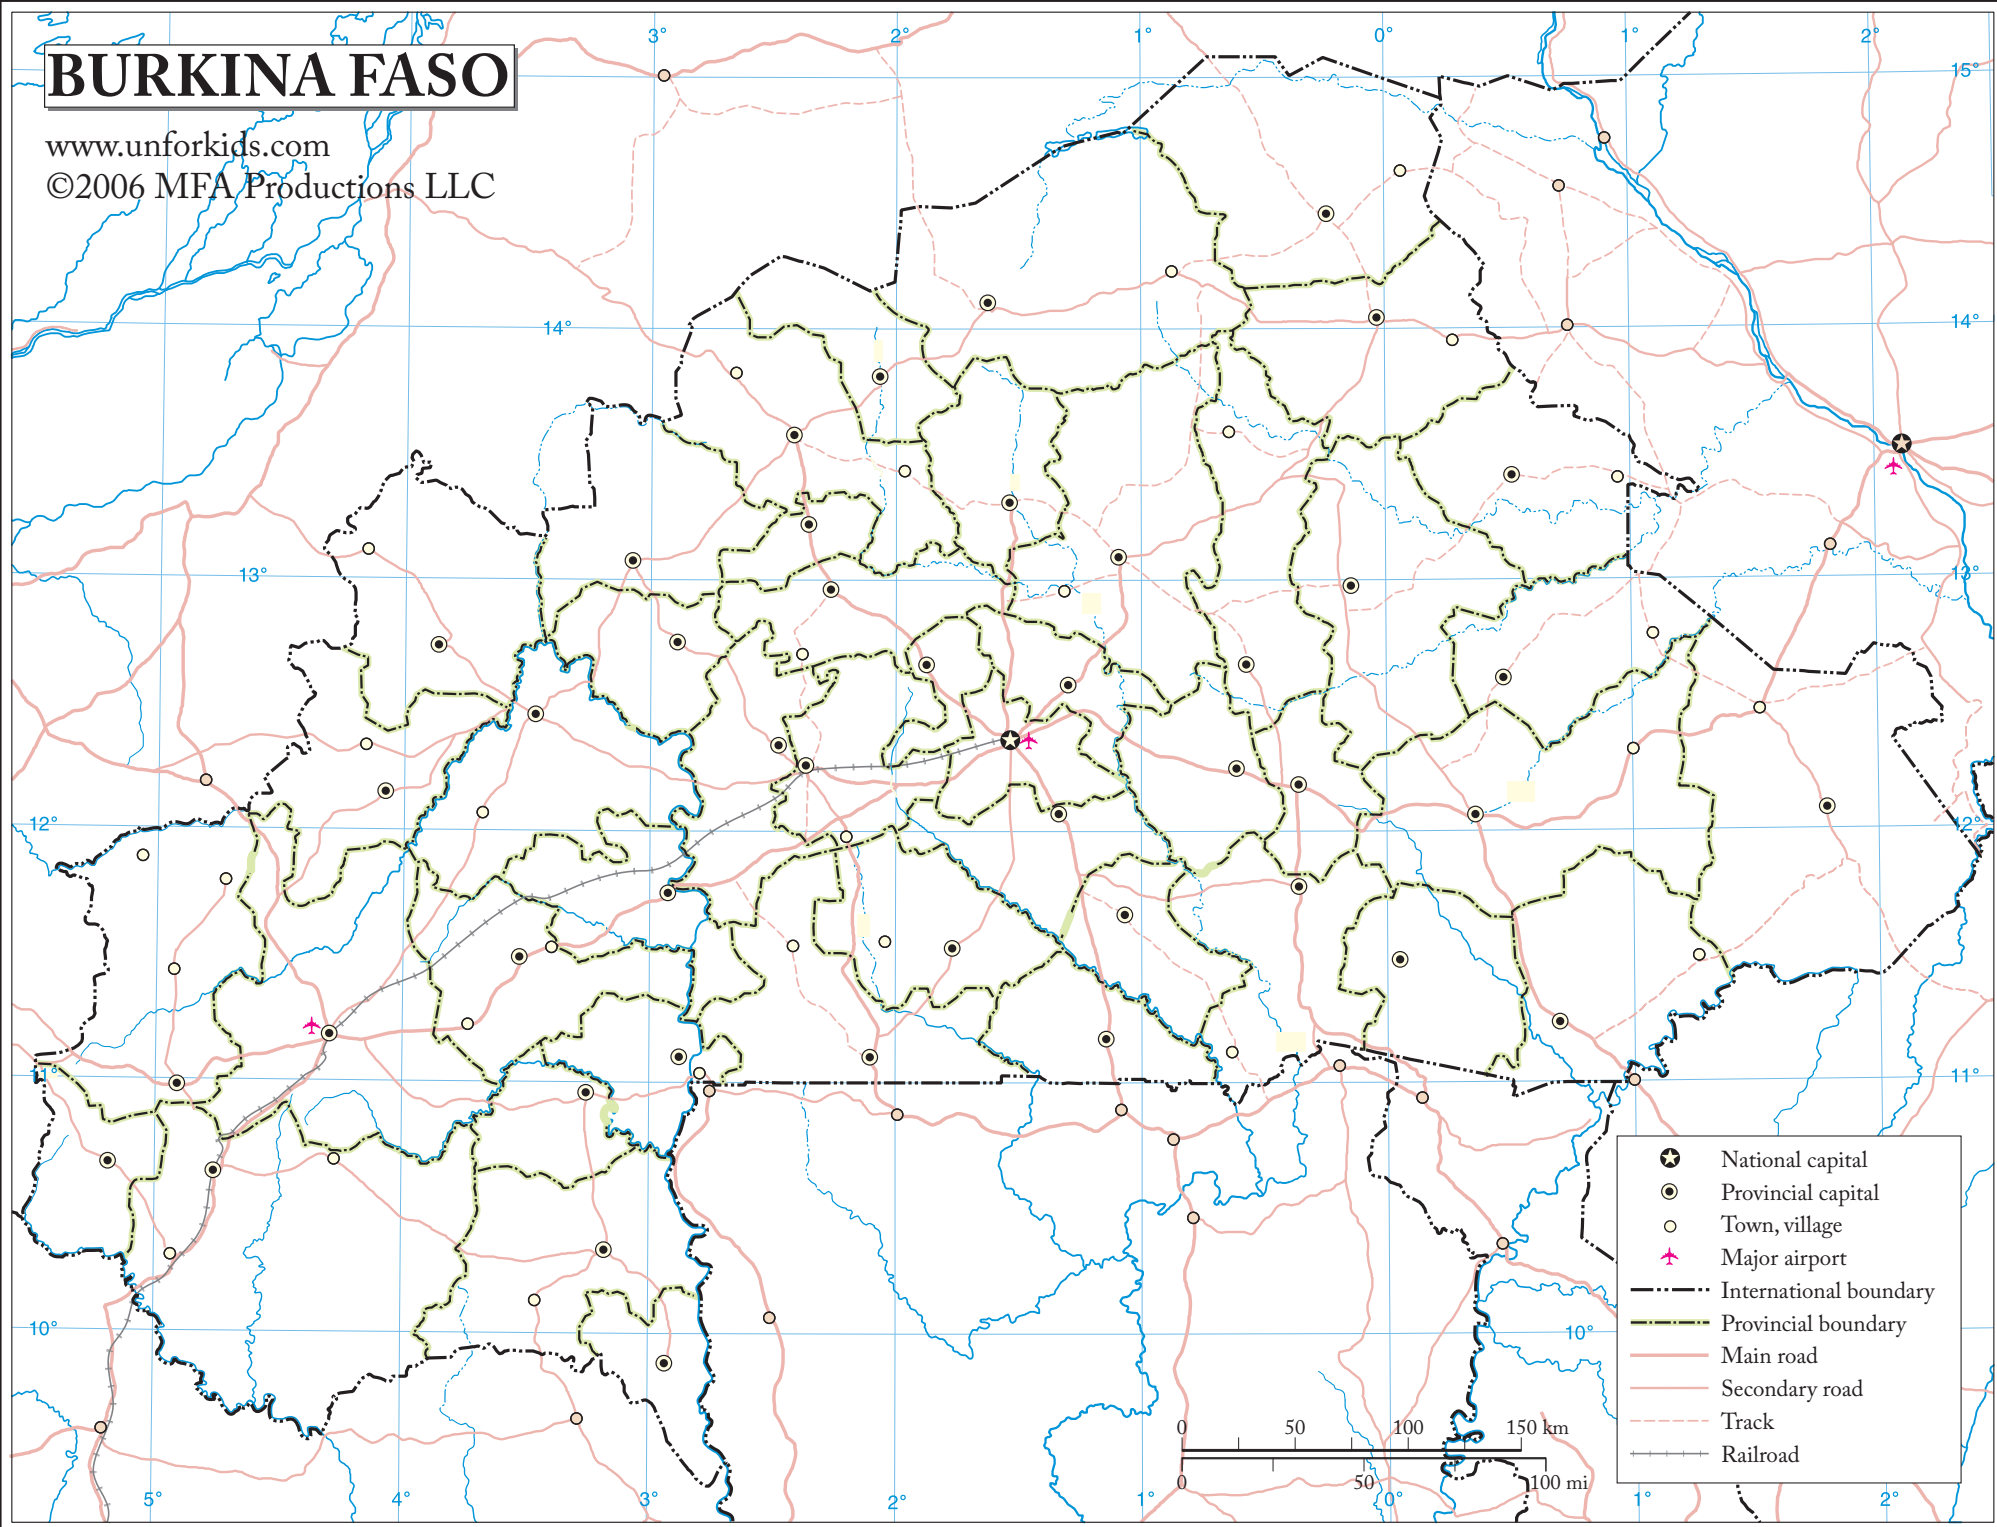 BURKINA FASO
www.unforkids.com
©2006 MFA Productions LLC
3° 2° 1° 0° 1° 2°
15°
14° 14°
13° 13°
12° 12°
11° 11°
10° 10°
National capital
Provincial capital
Town, village
Major airport
International boundary
Provincial boundary
Main road
Secondary road
Track
Railroad
0 50 100 150 km
0 50 100 mi
5° 4° 3° 2° 1° 0° 1° 2°